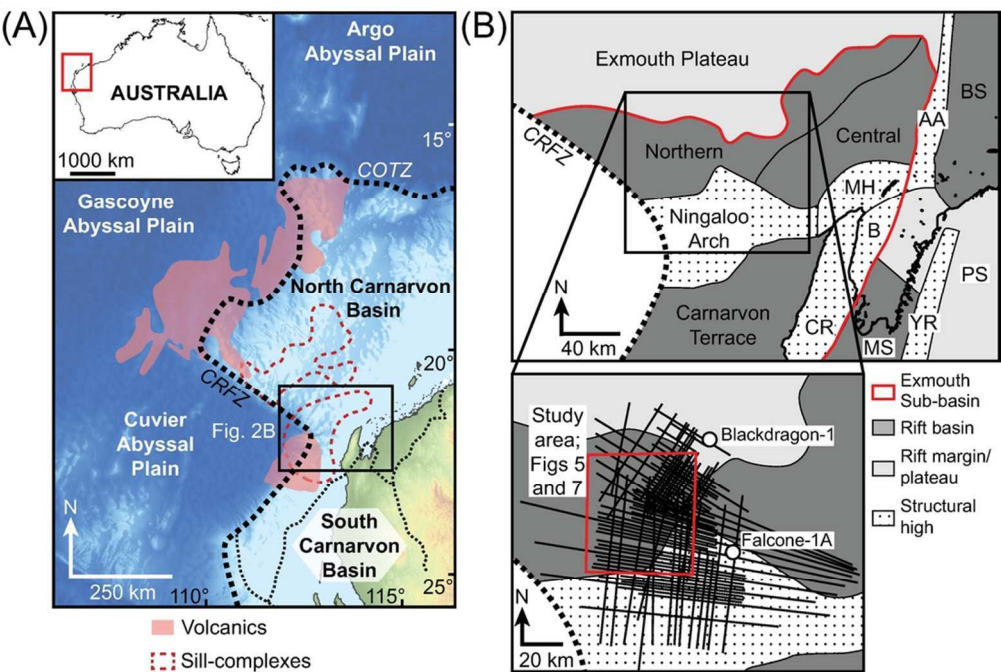 (A)
AUSTRALIA
1000 km
Argo
Abyssal Plain
15°
COTZ
Gascoyne
Abyssal Plain
North Carnarvon
Basin
20°
CRFZ
Cuvier
Abyssal
Plain
Fig. 2B
N
250 km
South
Carnarvon
Basin
25°
110°
115°
Volcanics
Sill-complexes
(B)
Exmouth Plateau
BS
CRFZ
AA
Northern
Central
MH
Ningaloo
Arch
B
PS
N
40 km
Carnarvon
Terrace
CR
MS
YR
Study
area;
Figs 5
and 7
Blackdragon-1
Falcone-1A
N
20 km
Exmouth
Sub-basin
Rift basin
Rift margin/
plateau
Structural
high